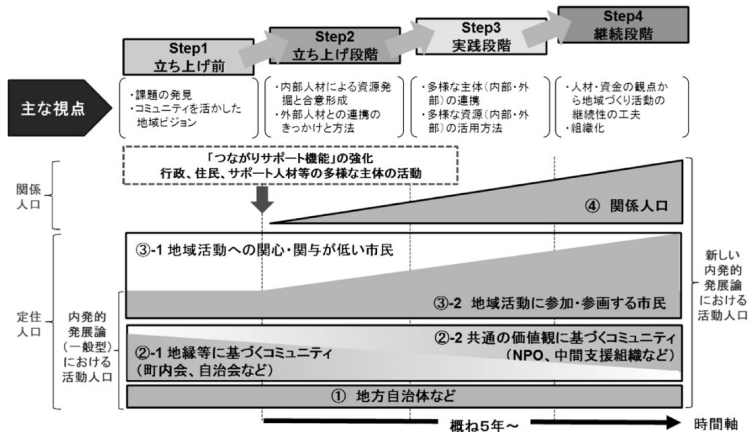 Step1
立ち上げ前
Step2
立ち上げ段階
Step3
実践段階
Step4
継続段階
主な視点
・課題の発見
・コミュニティを活かした
地域ビジョン
・内部人材による資源発
掘と合意形成
・外部人材との連携の
きっかけと方法
・多様な主体(内部・外
部)の連携
・多様な資源(内部・外
部)の活用方法
・人材・資金の観点か
ら地域づくり活動の
継続性の工夫
・組織化
「つながりサポート機能」の強化
行政、住民、サポート人材等の多様な主体の活動
関係
人口
④ 関係人口
定住
人口
内発的
発展論
(一般型)
における
活動人口
③-1 地域活動への関心・関与が低い市民
③-2 地域活動に参加・参画する市民
②-1 地縁等に基づくコミュニティ
(町内会、自治会など)
②-2 共通の価値観に基づくコミュニティ
(NPO、中間支援組織など)
① 地方自治体など
新しい
内発的
発展論
における
活動人口
概ね5年~
時間軸